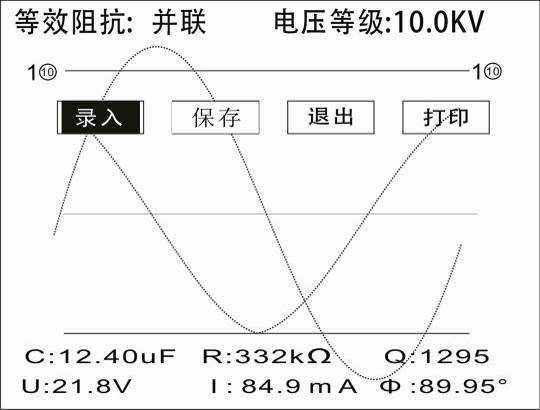 等效阻抗: 并联 电压等级:10.0KV
1⑩ 1⑩
录入 保存 退出 打印
C:12.40uF R:332kΩ Q:1295
U:21.8V I:84.9mA Φ:89.95°